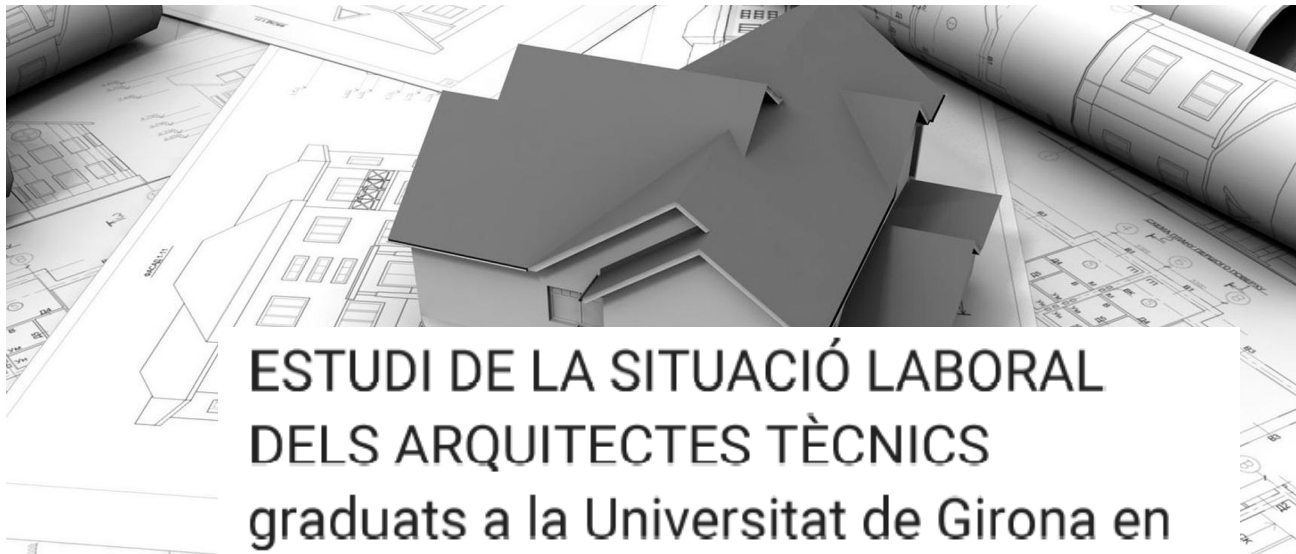 ESTUDI DE LA SITUACIÓ LABORAL
DELS ARQUITECTES TÈCNICS
graduats a la Universitat de Girona en